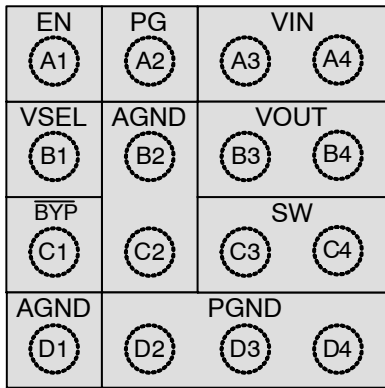 EN PG VIN
A1 A2 A3 A4
VSEL AGND VOUT
B1 B2 B3 B4
BYP SW
C1 C2 C3 C4
AGND PGND
D1 D2 D3 D4